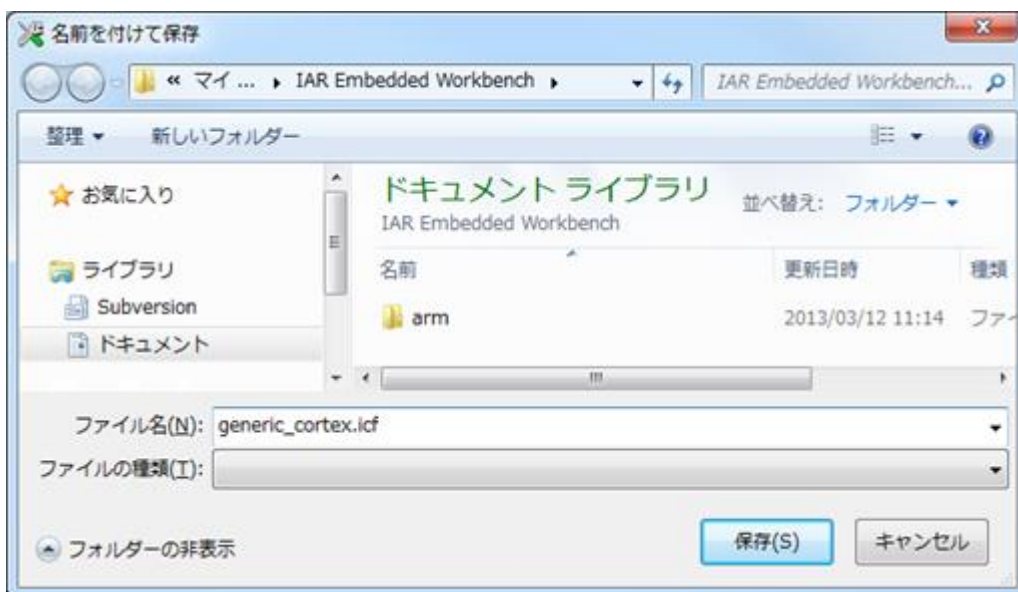 名前を付けて保存
« マイ ... ▸ IAR Embedded Workbench ▸
IAR Embedded Workbench...
整理 ▼ 新しいフォルダー
お気に入り
ライブラリ
Subversion
ドキュメント
ドキュメント ライブラリ
IAR Embedded Workbench
並べ替え: フォルダー ▼
名前 更新日時 種類
arm 2013/03/12 11:14 ファイ
ファイル名(N): generic_cortex.icf
ファイルの種類(T):
フォルダーの非表示
保存(S) キャンセル